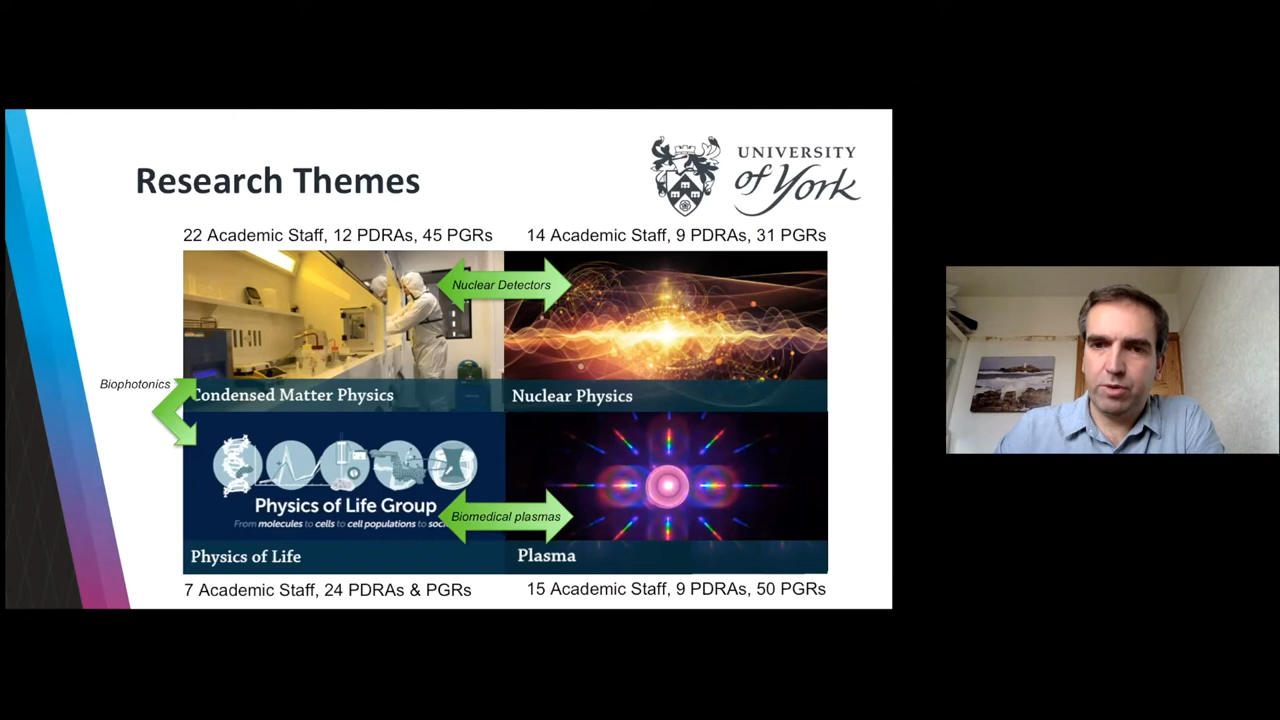 Research Themes
UNIVERSITY
of York
22 Academic Staff, 12 PDRAs, 45 PGRs
14 Academic Staff, 9 PDRAs, 31 PGRs
Nuclear Detectors
Biophotonics
Condensed Matter Physics
Nuclear Physics
Physics of Life Group
From molecules to cells to cell populations to soc
Biomedical plasmas
Physics of Life
Plasma
7 Academic Staff, 24 PDRAs & PGRs
15 Academic Staff, 9 PDRAs, 50 PGRs